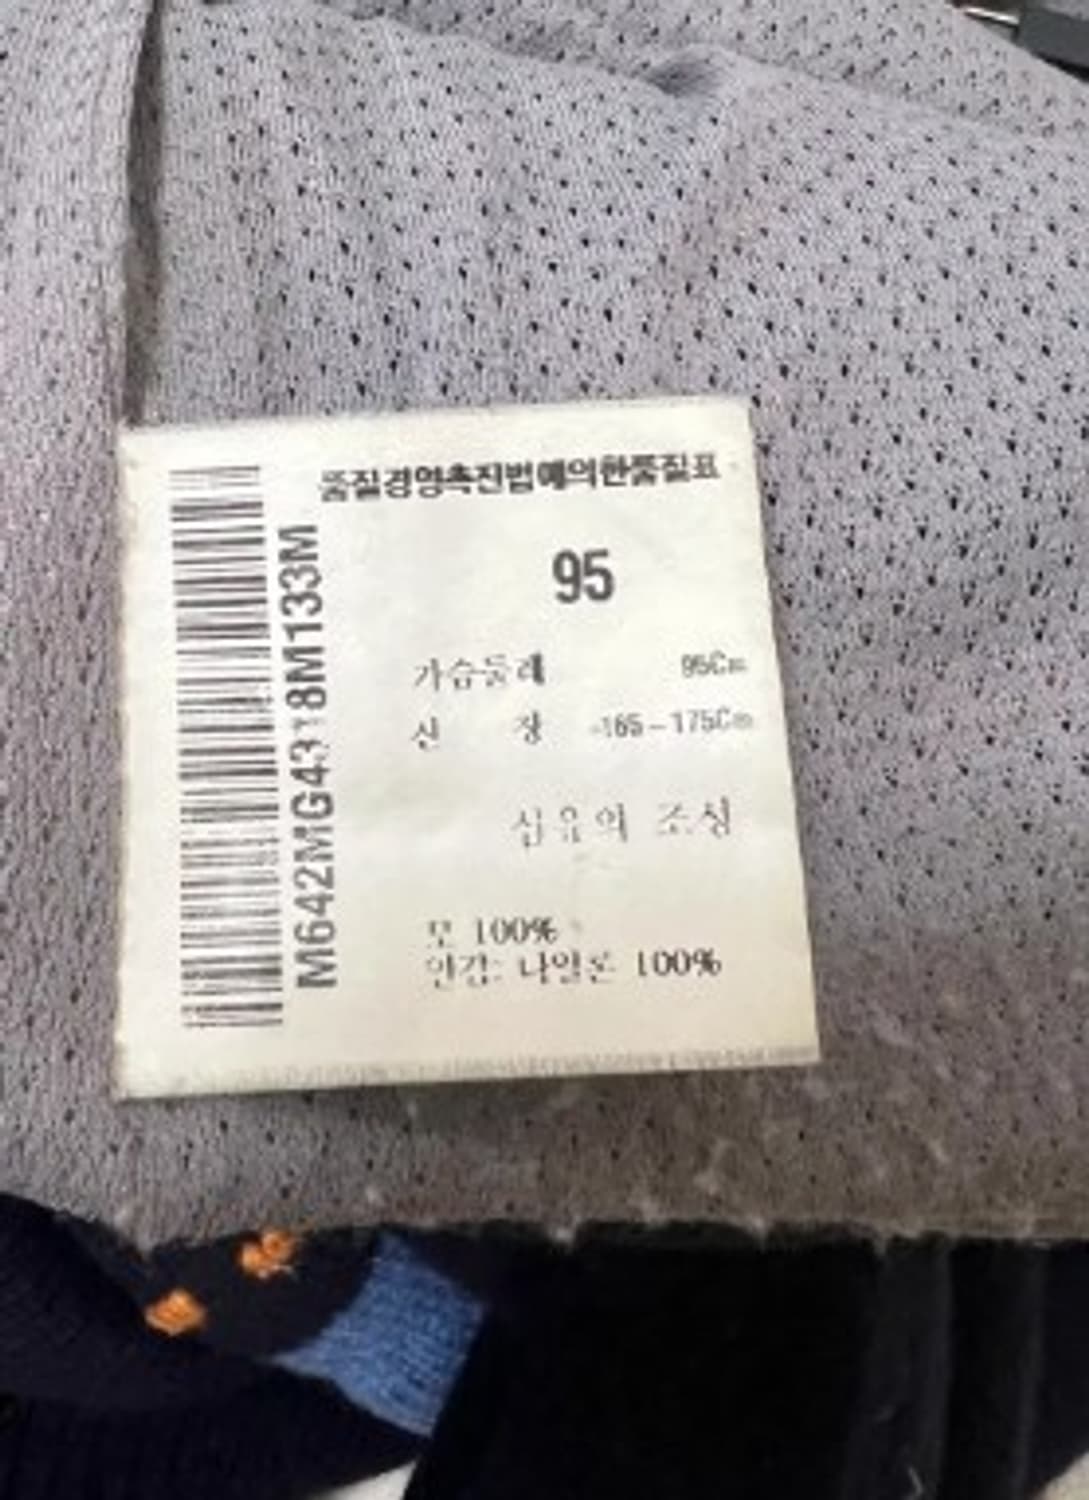 품질경영촉진법에의한품질표
95
가슴둘레 95Cm
신 장 165-175Cm
섬유의 조성
모 100%
안감: 나일론 100%
M642MG4318M133M